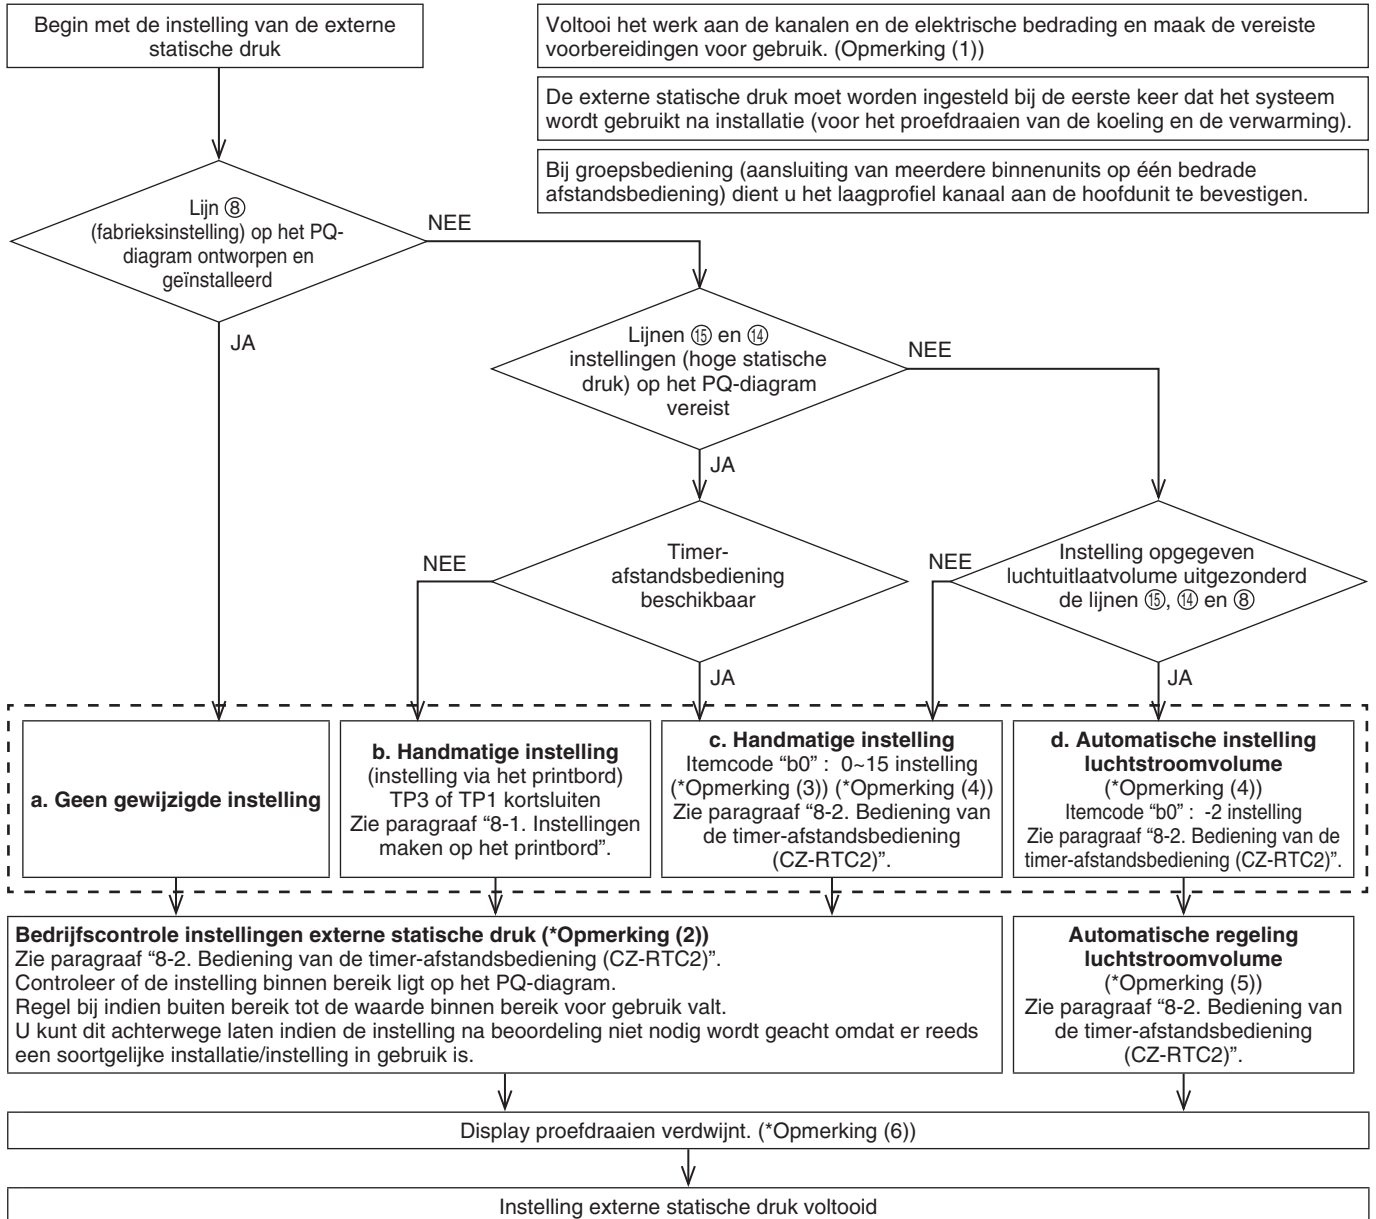 Begin met de instelling van de externe
statische druk
Voltooi het werk aan de kanalen en de elektrische bedrading en maak de vereiste
voorbereidingen voor gebruik. (Opmerking (1))
De externe statische druk moet worden ingesteld bij de eerste keer dat het systeem
wordt gebruikt na installatie (voor het proefdraaien van de koeling en de verwarming).
Bij groepsbediening (aansluiting van meerdere binnenunits op één bedrade
afstandsbediening) dient u het laagprofiel kanaal aan de hoofdunit te bevestigen.
Lijn ⑧
(fabrieksinstelling) op het PQ-
diagram ontworpen en
geïnstalleerd
NEE
JA
Lijnen ⑮ en ⑭
instellingen (hoge statische
druk) op het PQ-diagram
vereist
NEE
JA
Timer-
afstandsbediening
beschikbaar
NEE
JA
Instelling opgegeven
luchtuitlaatvolume uitgezonderd
de lijnen ⑮, ⑭ en ⑧
NEE
JA
a. Geen gewijzigde instelling
b. Handmatige instelling
(instelling via het printbord)
TP3 of TP1 kortsluiten
Zie paragraaf “8-1. Instellingen
maken op het printbord”.
c. Handmatige instelling
Itemcode “b0” : 0~15 instelling
(*Opmerking (3)) (*Opmerking (4))
Zie paragraaf “8-2. Bediening van
de timer-afstandsbediening
(CZ-RTC2)”.
d. Automatische instelling
luchtstroomvolume
(*Opmerking (4))
Itemcode “b0” : -2 instelling
Zie paragraaf “8-2. Bediening van de
timer-afstandsbediening (CZ-RTC2)”.
Bedrijfscontrole instellingen externe statische druk (*Opmerking (2))
Zie paragraaf “8-2. Bediening van de timer-afstandsbediening (CZ-RTC2)”.
Controleer of de instelling binnen bereik ligt op het PQ-diagram.
Regel bij indien buiten bereik tot de waarde binnen bereik voor gebruik valt.
U kunt dit achterwege laten indien de instelling na beoordeling niet nodig wordt geacht omdat er reeds
een soortgelijke installatie/instelling in gebruik is.
Automatische regeling
luchtstroomvolume
(*Opmerking (5))
Zie paragraaf “8-2. Bediening van
de timer-afstandsbediening
(CZ-RTC2)”.
Display proefdraaien verdwijnt. (*Opmerking (6))
Instelling externe statische druk voltooid